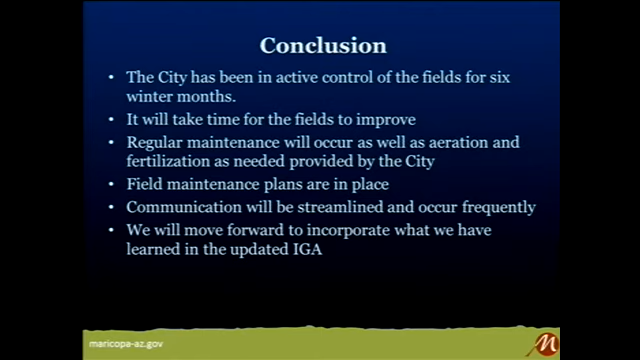 Conclusion
• The City has been in active control of the fields for six
winter months.
• It will take time for the fields to improve
• Regular maintenance will occur as well as aeration and
fertilization as needed provided by the City
• Field maintenance plans are in place
• Communication will be streamlined and occur frequently
• We will move forward to incorporate what we have
learned in the updated IGA
maricopa-az.gov
M